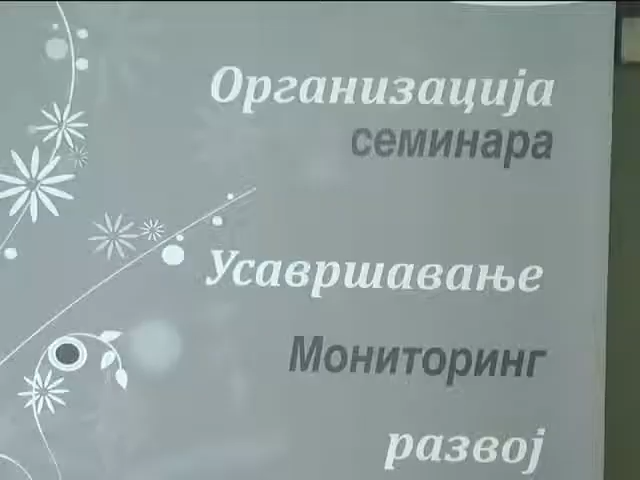 Организација
семинара
Усавршавање
Мониторинг
развој